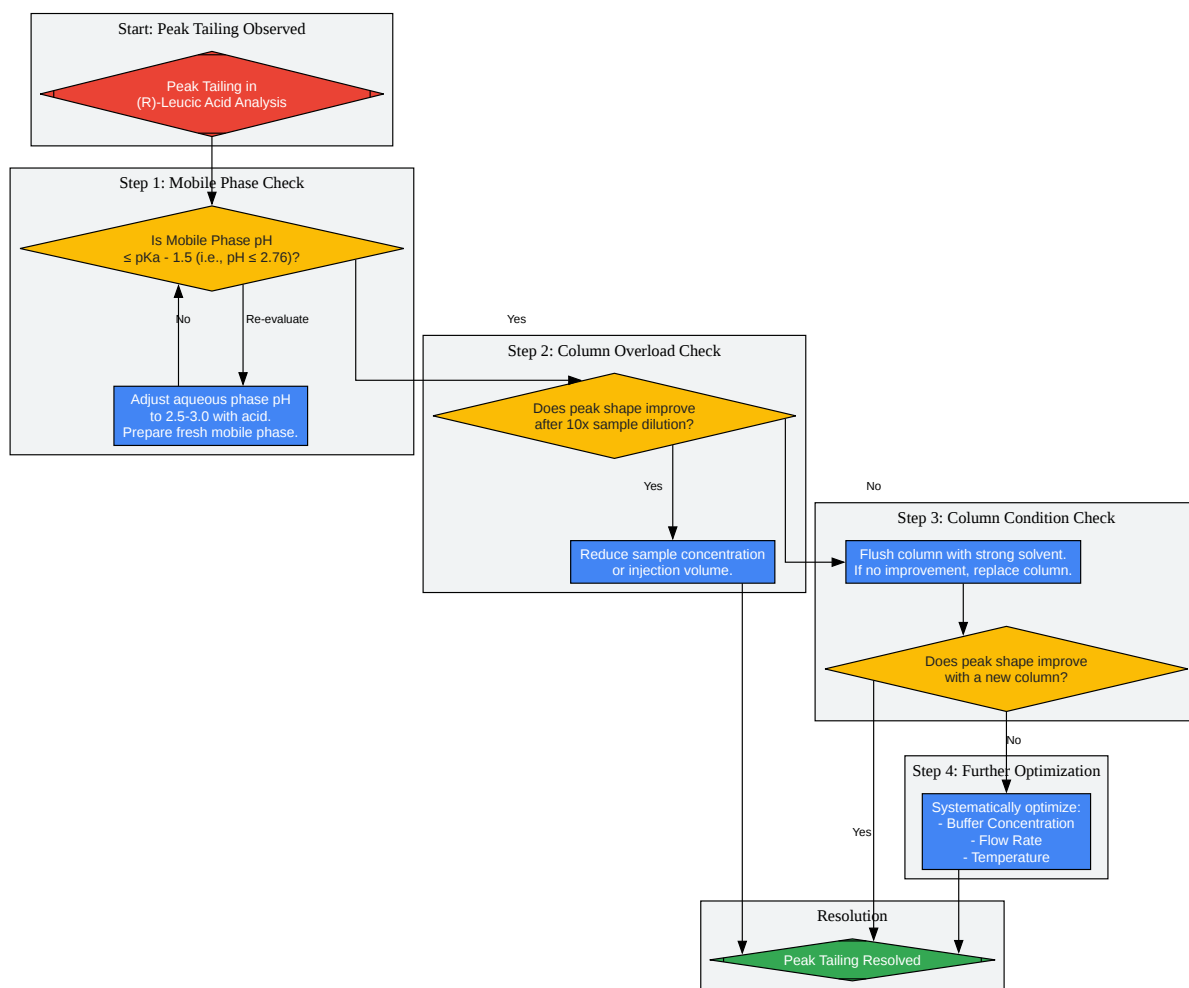 Start: Peak Tailing Observed
Peak Tailing in
(R)-Leucic Acid Analysis
Step 1: Mobile Phase Check
Is Mobile Phase pH
≤ pKa - 1.5 (i.e., pH ≤ 2.76)?
No
Re-evaluate
Adjust aqueous phase pH
to 2.5-3.0 with acid.
Prepare fresh mobile phase.
Yes
Step 2: Column Overload Check
Does peak shape improve
after 10x sample dilution?
Yes
Reduce sample concentration
or injection volume.
No
Step 3: Column Condition Check
Flush column with strong solvent.
If no improvement, replace column.
Does peak shape improve
with a new column?
No
Step 4: Further Optimization
Systematically optimize:
- Buffer Concentration
- Flow Rate
- Temperature
Yes
Resolution
Peak Tailing Resolved